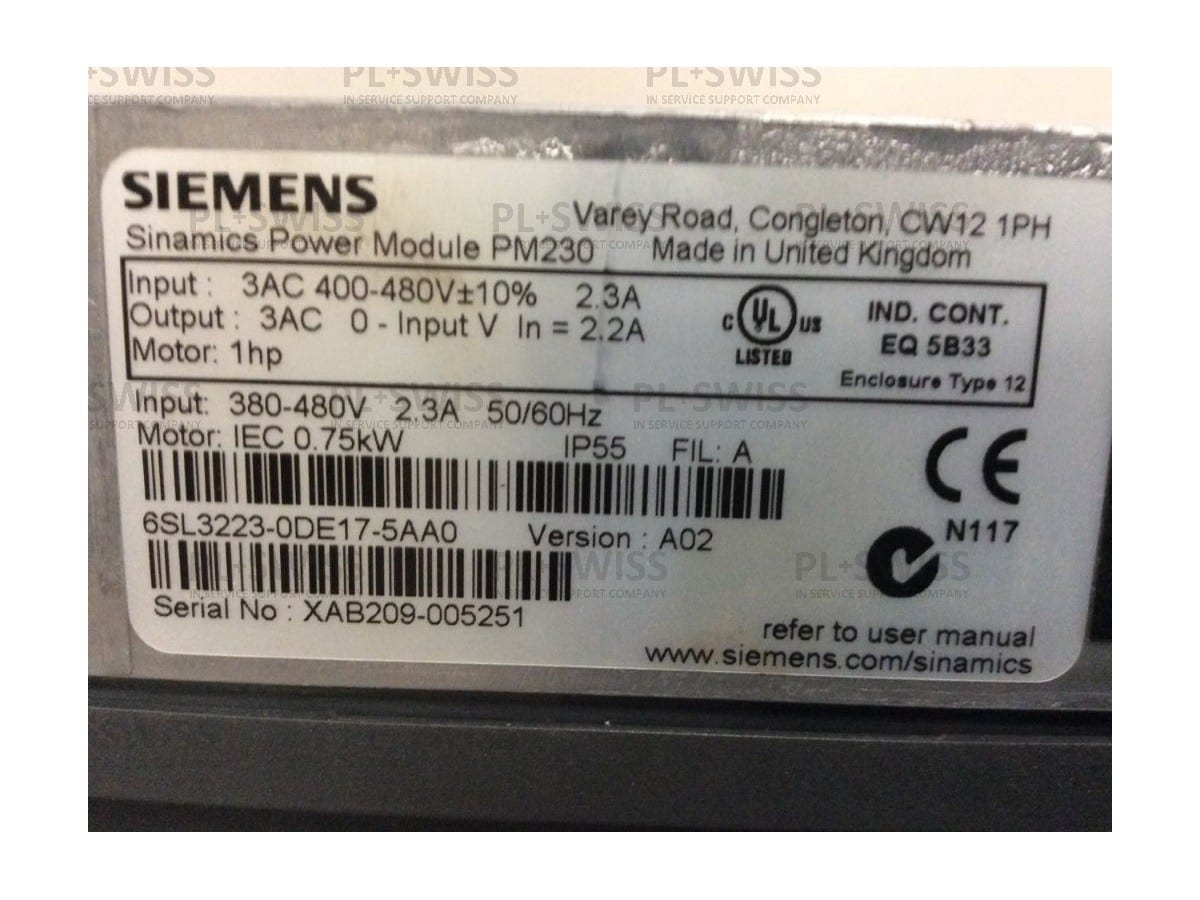 PL+SWISS PL+SWISS PL+SWISS
IN SERVICE SUPPORT COMPANY IN SERVICE SUPPORT COMPANY IN SERVICE SUPPORT COMPANY
SIEMENS
Varey Road, Congleton, CW12 1PH
Sinamics Power Module PM230 Made in United Kingdom
Input : 3AC 400-480V±10% 2.3A
Output : 3AC 0 - Input V In = 2.2A
Motor: 1hp
C UL US
LISTED
IND. CONT.
EQ 5B33
Enclosure Type 12
Input: 380-480V 2.3A 50/60Hz
Motor: IEC 0.75kW IP55 FIL: A
CE
6SL3223-0DE17-5AA0 Version : A02
N117
Serial No : XAB209-005251
refer to user manual
www.siemens.com/sinamics